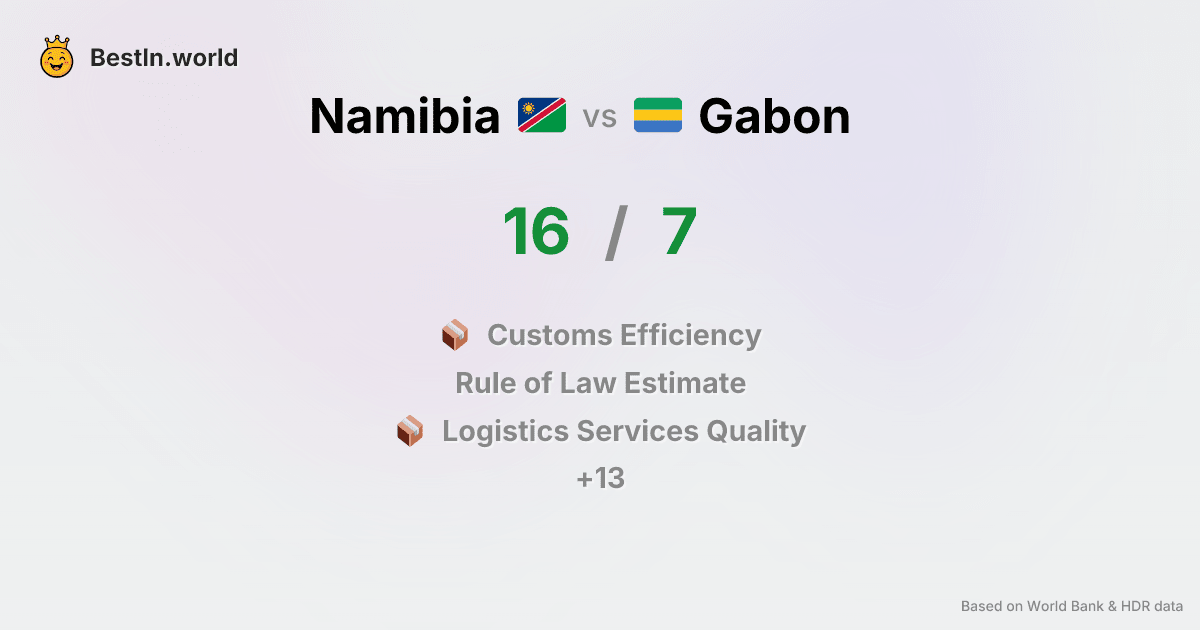 BestIn.world
Namibia vs Gabon
16 / 7
Customs Efficiency
Rule of Law Estimate
Logistics Services Quality
+13
Based on World Bank & HDR data